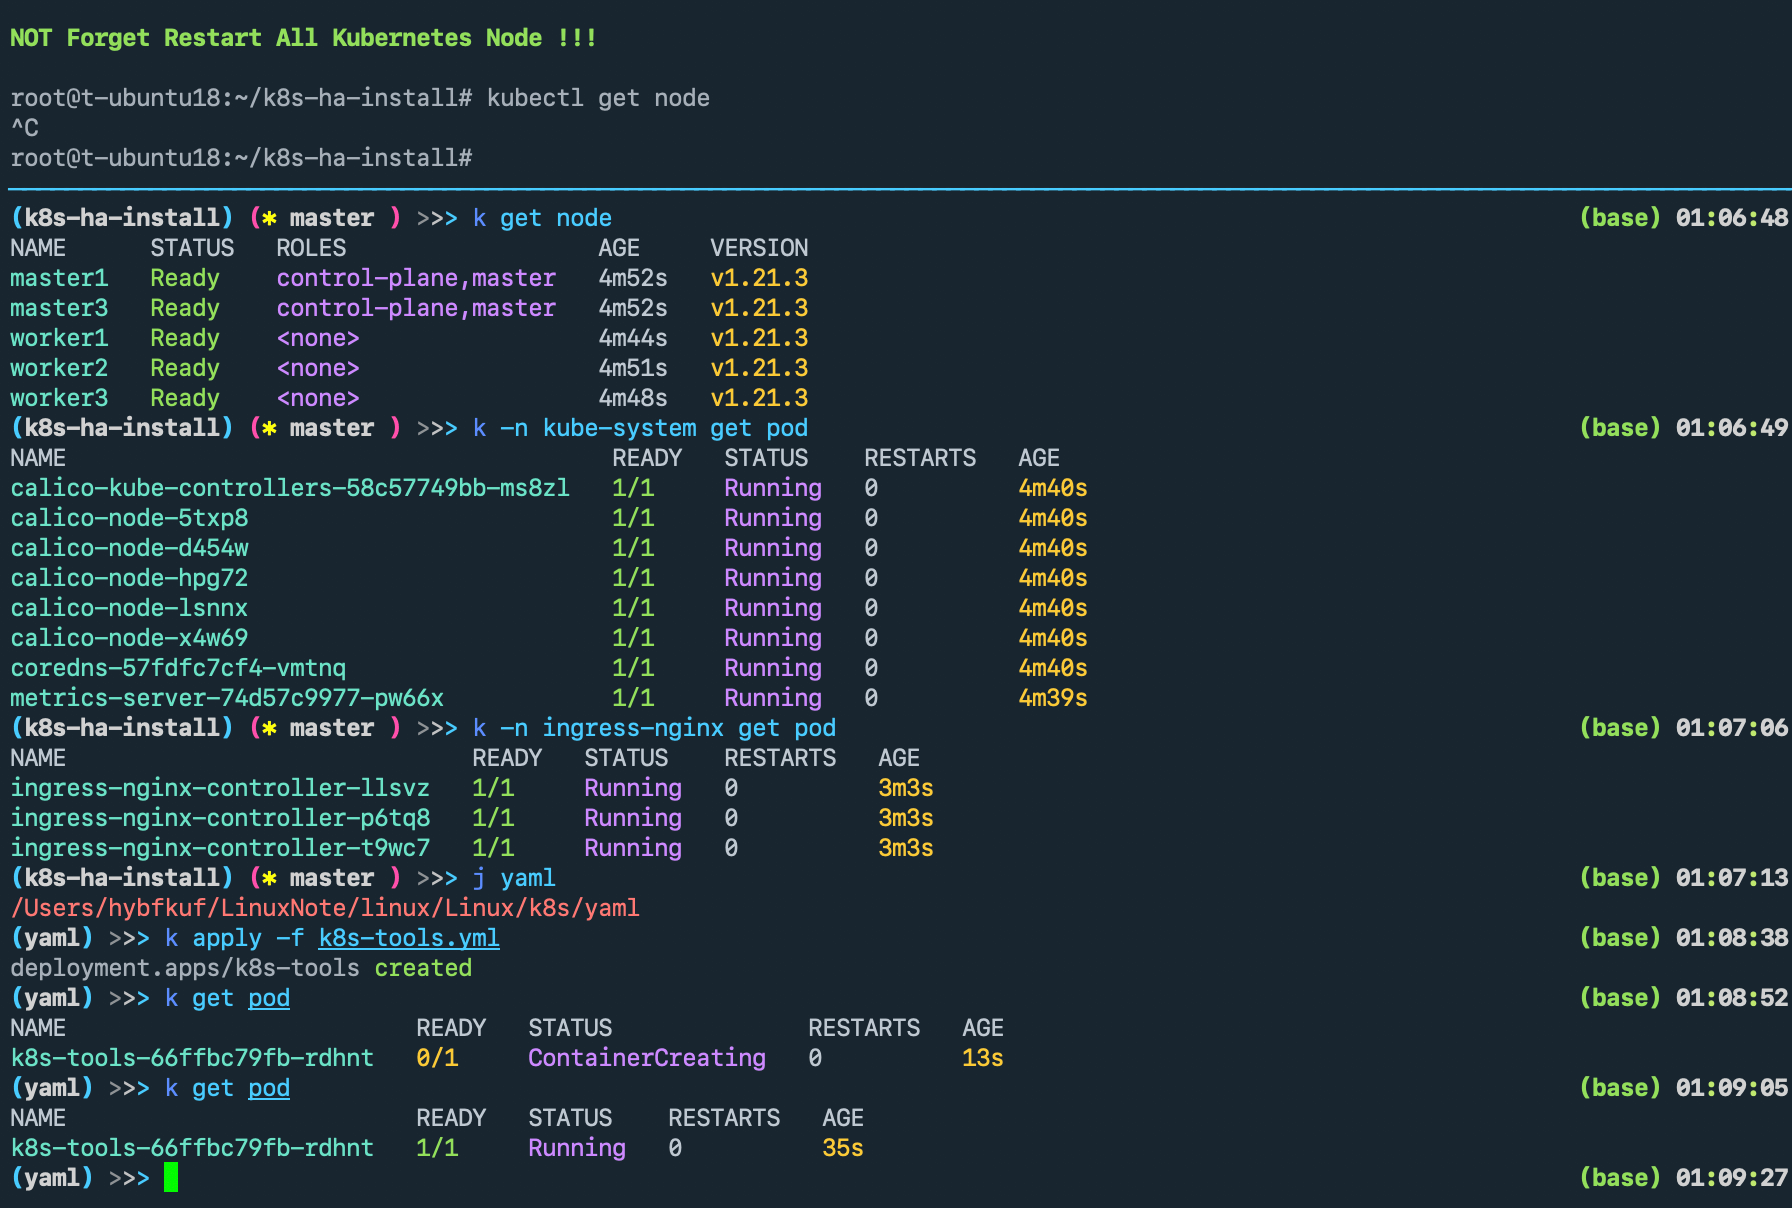 NOT Forget Restart All Kubernetes Node !!!
root@t-ubuntu18:~/k8s-ha-install# kubectl get node
^C
root@t-ubuntu18:~/k8s-ha-install#
(k8s-ha-install) (* master ) >>> k get node (base) 01:06:48
NAME STATUS ROLES AGE VERSION
master1 Ready control-plane,master 4m52s v1.21.3
master3 Ready control-plane,master 4m52s v1.21.3
worker1 Ready <none> 4m44s v1.21.3
worker2 Ready <none> 4m51s v1.21.3
worker3 Ready <none> 4m48s v1.21.3
(k8s-ha-install) (* master ) >>> k -n kube-system get pod (base) 01:06:49
NAME READY STATUS RESTARTS AGE
calico-kube-controllers-58c57749bb-ms8zl 1/1 Running 0 4m40s
calico-node-5txp8 1/1 Running 0 4m40s
calico-node-d454w 1/1 Running 0 4m40s
calico-node-hpg72 1/1 Running 0 4m40s
calico-node-lsnnx 1/1 Running 0 4m40s
calico-node-x4w69 1/1 Running 0 4m40s
coredns-57fdfc7cf4-vmtnq 1/1 Running 0 4m40s
metrics-server-74d57c9977-pw66x 1/1 Running 0 4m39s
(k8s-ha-install) (* master ) >>> k -n ingress-nginx get pod (base) 01:07:06
NAME READY STATUS RESTARTS AGE
ingress-nginx-controller-llsvz 1/1 Running 0 3m3s
ingress-nginx-controller-p6tq8 1/1 Running 0 3m3s
ingress-nginx-controller-t9wc7 1/1 Running 0 3m3s
(k8s-ha-install) (* master ) >>> j yaml (base) 01:07:13
/Users/hybfkuf/LinuxNote/linux/Linux/k8s/yaml
(yaml) >>> k apply -f k8s-tools.yml (base) 01:08:38
deployment.apps/k8s-tools created
(yaml) >>> k get pod (base) 01:08:52
NAME READY STATUS RESTARTS AGE
k8s-tools-66ffbc79fb-rdhnt 0/1 ContainerCreating 0 13s
(yaml) >>> k get pod (base) 01:09:05
NAME READY STATUS RESTARTS AGE
k8s-tools-66ffbc79fb-rdhnt 1/1 Running 0 35s
(yaml) >>> (base) 01:09:27